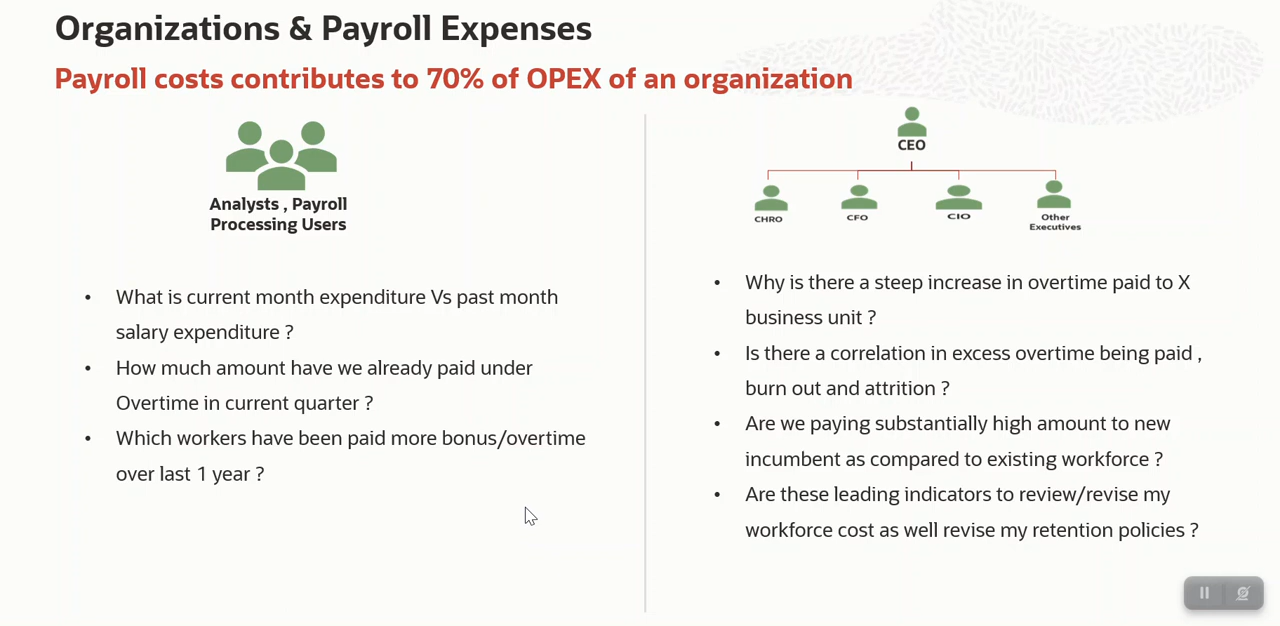 Organizations & Payroll Expenses
Payroll costs contributes to 70% of OPEX of an organization
Analysts , Payroll
Processing Users
• What is current month expenditure Vs past month
salary expenditure ?
• How much amount have we already paid under
Overtime in current quarter ?
• Which workers have been paid more bonus/overtime
over last 1 year ?
CEO
CHRO
CFO
CIO
Other
Executives
• Why is there a steep increase in overtime paid to X
business unit ?
• Is there a correlation in excess overtime being paid ,
burn out and attrition ?
• Are we paying substantially high amount to new
incumbent as compared to existing workforce ?
• Are these leading indicators to review/revise my
workforce cost as well revise my retention policies ?